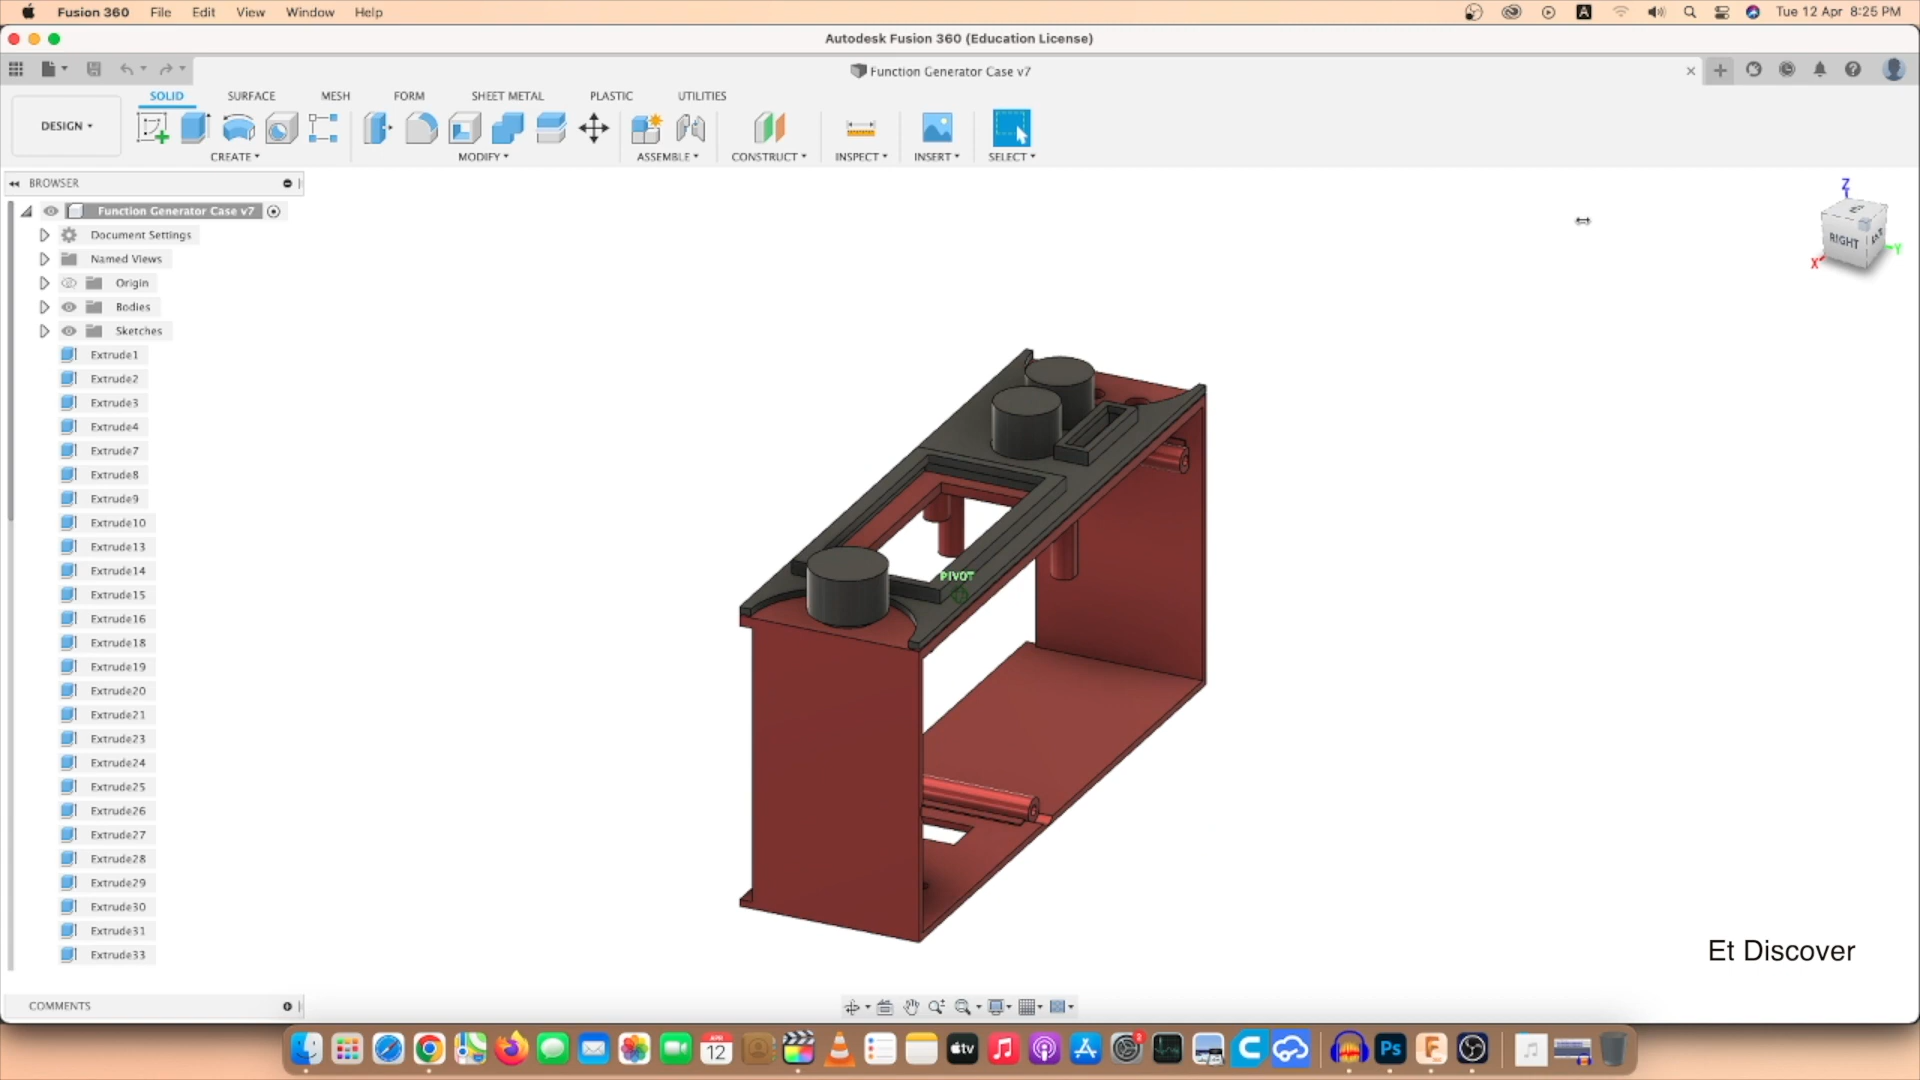 Fusion 360 File Edit View Window Help A Tue 12 Apr 8:25 PM
Autodesk Fusion 360 (Education License)
Function Generator Case v7
SOLID SURFACE MESH FORM SHEET METAL PLASTIC UTILITIES
DESIGN
CREATE MODIFY ASSEMBLE CONSTRUCT INSPECT INSERT SELECT
BROWSER
Function Generator Case v7
Document Settings
Named Views
Origin
Bodies
Sketches
Extrude1
Extrude2
Extrude3
Extrude4
Extrude7
Extrude8
Extrude9
Extrude10
Extrude13
Extrude14
Extrude15
Extrude16
Extrude18
Extrude19
Extrude20
Extrude21
Extrude23
Extrude24
Extrude25
Extrude26
Extrude27
Extrude28
Extrude29
Extrude30
Extrude31
Extrude33
Z
RIGHT
X
Y
PIVOT
Et Discover
COMMENTS
APR
12
tv
Ps
F